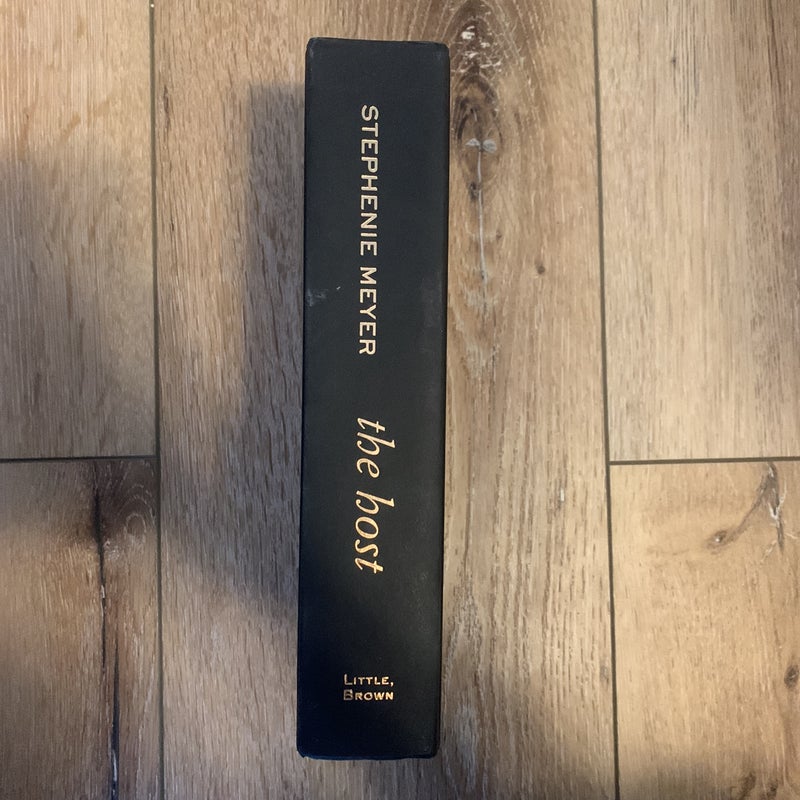 STEPHENIE MEYER
the host
LITTLE,
BROWN